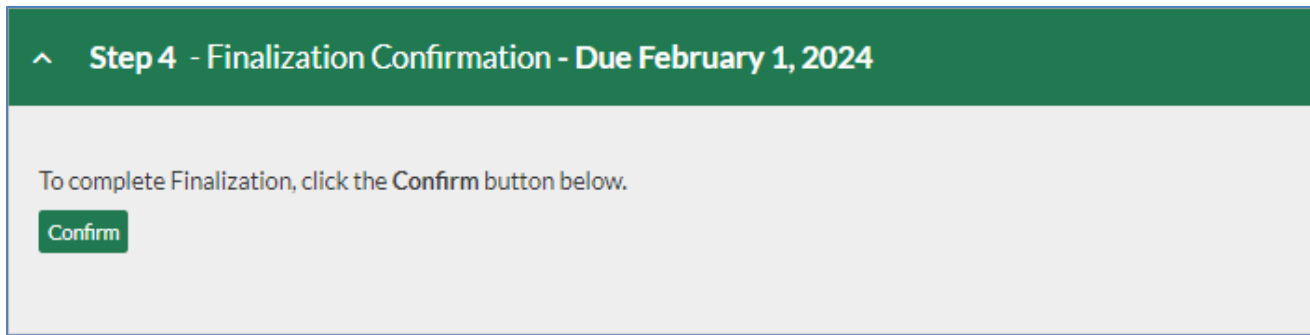 Step 4 - Finalization Confirmation - Due February 1, 2024
To complete Finalization, click the Confirm button below.
Confirm